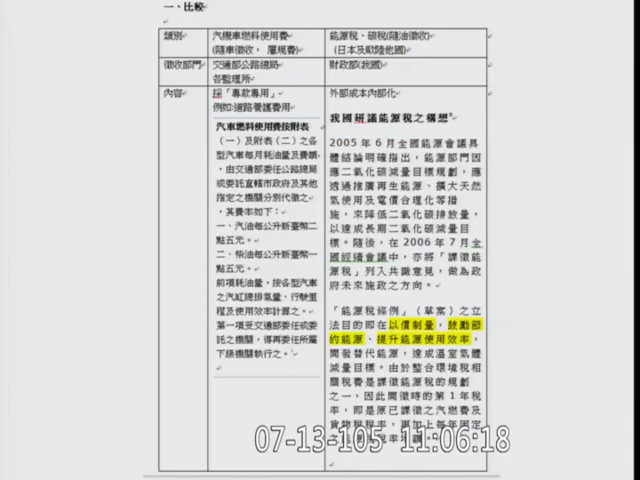 一、比較
類別
汽機車燃料使用費
(隨車徵收， 屬規費)
能源稅、碳稅(隨油徵收)
(日本及歐陸他國)
徵收部門
交通部公路總局
各監理所
財政部(我國)
內容
採「專款專用」
例如:道路養護費用
汽車燃料使用費按附表
（一）及附表（二）之各
型汽車每月耗油量及費額
，由交通部委任公路總局
或委託直轄市政府及其他
指定之機關分別代徵之
，其費率如下：
一、汽油每公升新臺幣二
點五元。
二、柴油每公升新臺幣一
點五元。
前項耗油量，按各型汽車
之汽缸總排氣量、行駛里
程及使用效率計算之。
第一項受交通部委任或委
託之機關，得再委任所屬
下級機關執行之。
外部成本內部化
我國研議能源稅之構想
2005 年 6 月全國能源會議具
體結論明確指出，能源部門因
應二氧化碳減量目標規劃，應
透過推廣再生能源、擴大天然
氣使用及電價合理化等措
施，來降低二氧化碳排放量，
以達成長期二氧化碳減量目
標。隨後，在 2006 年 7 月全
國經續會議中，亦將「課徵能
源稅」列入共識意見，做為政
府未來施政之方向。
「能源稅條例」（草案）之立
法目的即在以價制量，鼓勵節
約能源、提升能源使用效率，
開發替代能源，達成溫室氣體
減量目標。由於整合環境稅相
關稅費是課徵能源稅的規劃
之一，因此開徵時的第 1 年稅
率，即是原已課徵之汽燃費及
貨物稅稅率，再加上每年固定
07-13-105 11:06:18